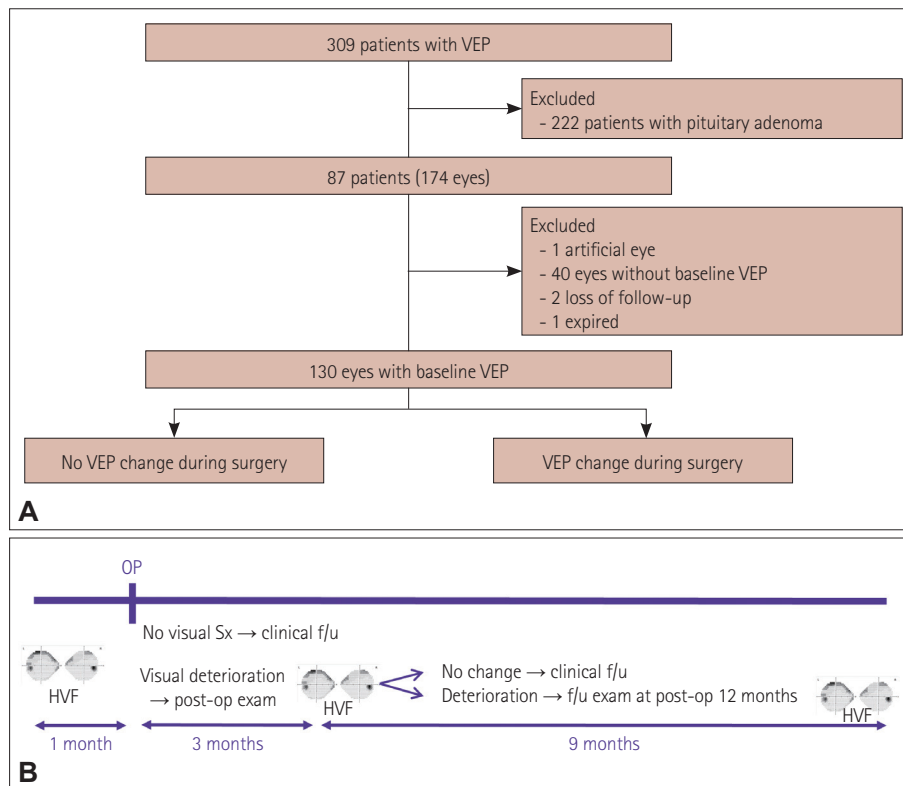 309 patients with VEP
Excluded
- 222 patients with pituitary adenoma
87 patients (174 eyes)
Excluded
- 1 artificial eye
- 40 eyes without baseline VEP
- 2 loss of follow-up
- 1 expired
130 eyes with baseline VEP
No VEP change during surgery
VEP change during surgery
A
OP
No visual Sx → clinical f/u
HVF
Visual deterioration
→ post-op exam
HVF
No change → clinical f/u
Deterioration → f/u exam at post-op 12 months
HVF
1 month
3 months
9 months
B